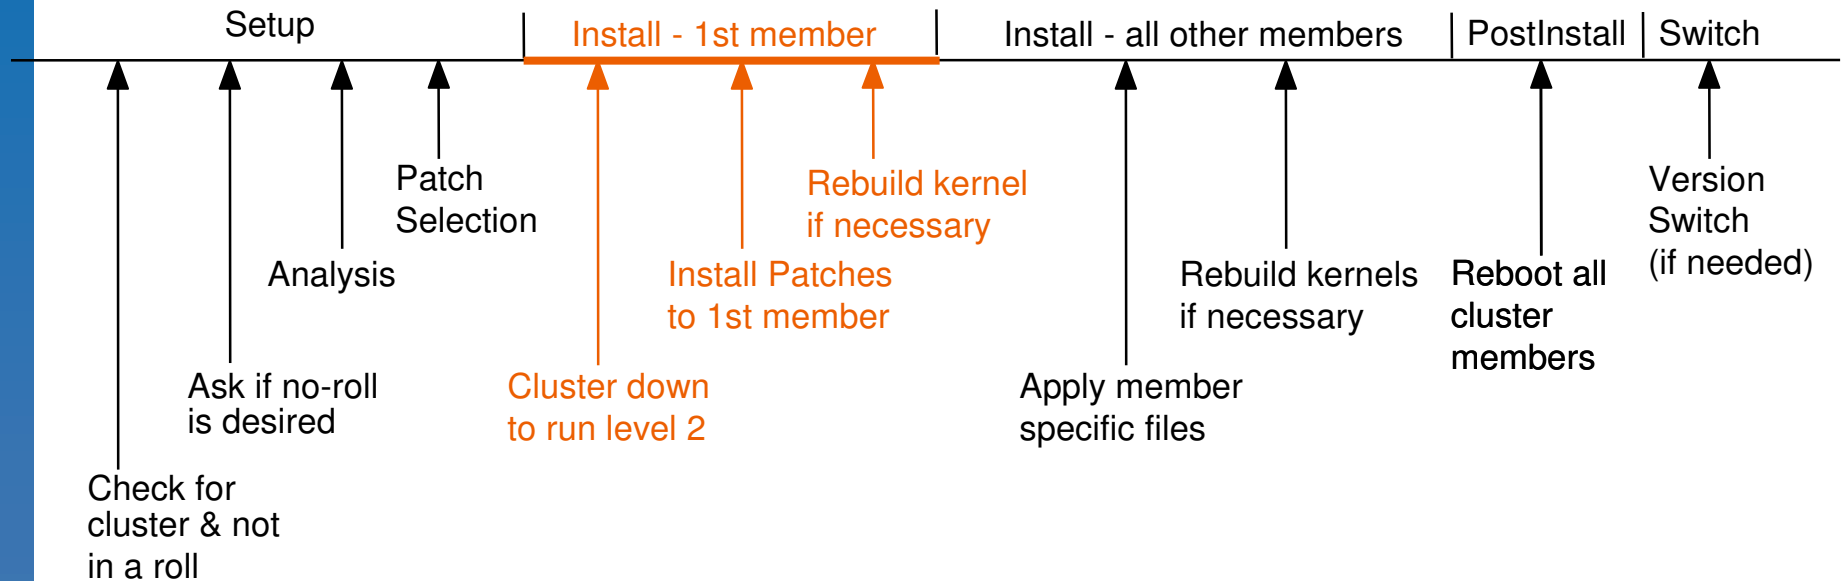 Setup
Install - 1st member
Install - all other members
PostInstall
Switch
Patch
Selection
Rebuild kernel
if necessary
Version
Switch
(if needed)
Analysis
Install Patches
to 1st member
Rebuild kernels
if necessary
Reboot all
cluster
members
Ask if no-roll
is desired
Cluster down
to run level 2
Apply member
specific files
Check for
cluster & not
in a roll